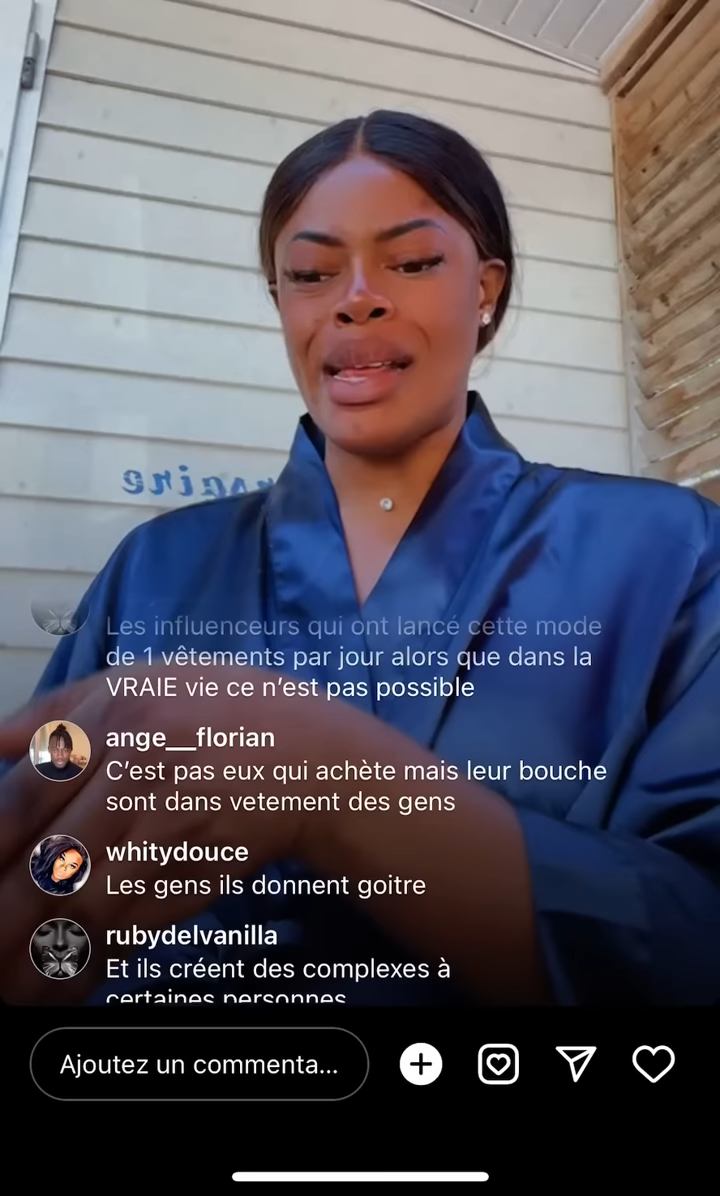 Les influenceurs qui ont lancé cette mode
de 1 vêtements par jour alors que dans la
VRAIE vie ce n’est pas possible
ange__florian
C’est pas eux qui achète mais leur bouche
sont dans vetement des gens
whitydouce
Les gens ils donnent goitre
rubydelvanilla
Et ils créent des complexes à
certaines personnes
Ajoutez un commenta...